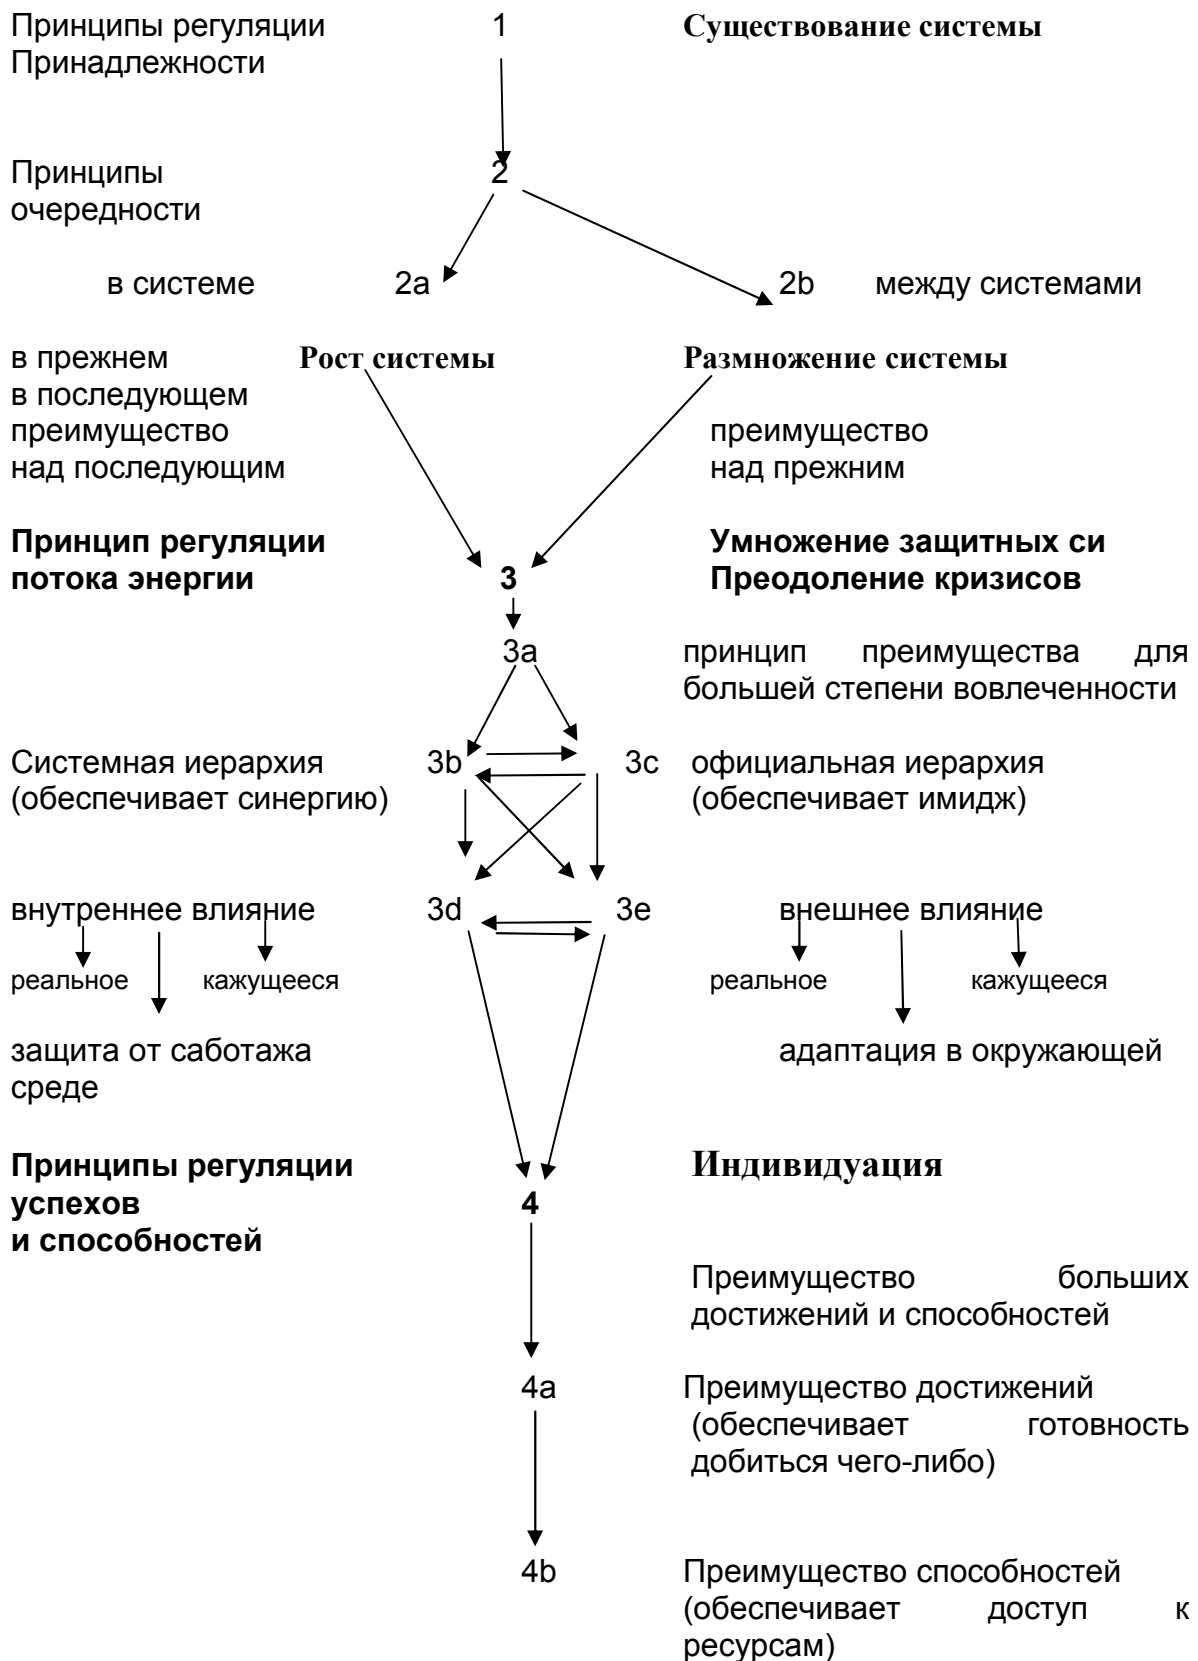 Принципы регуляции 1 Существование системы
Принадлежности
Принципы 2
очередности
в системе 2a 2b между системами
в прежнем Рост системы Размножение системы
в последующем
преимущество преимущество
над последующим над прежним
Принцип регуляции Умножение защитных си
потока энергии 3 Преодоление кризисов
3a принцип преимущества для
большей степени вовлеченности
Системная иерархия 3b 3c официальная иерархия
(обеспечивает синергию) (обеспечивает имидж)
внутреннее влияние 3d 3e внешнее влияние
реальное кажущееся реальное кажущееся
защита от саботажа адаптация в окружающей
среде
Принципы регуляции Индивидуация
успехов 4
и способностей
Преимущество больших
достижений и способностей
4a Преимущество достижений
(обеспечивает готовность
добиться чего-либо)
4b Преимущество способностей
(обеспечивает доступ к
ресурсам)